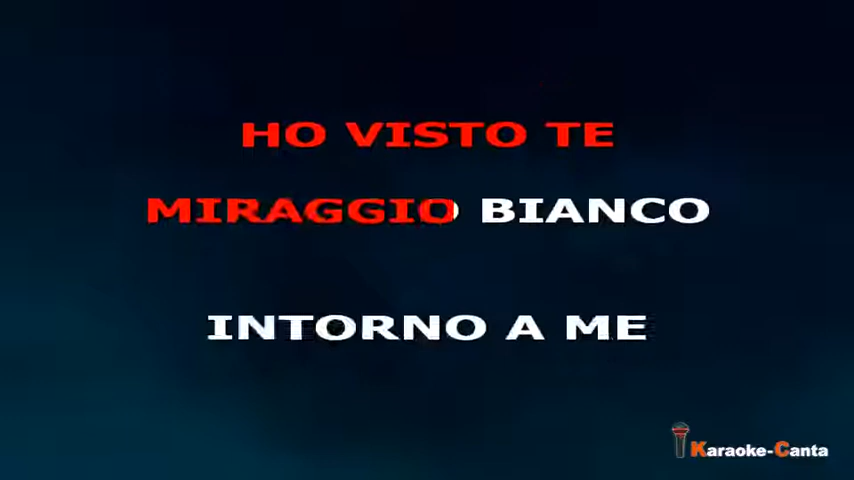 HO VISTO TE
MIRAGGIO BIANCO
INTORNO A ME
Karaoke-Canta